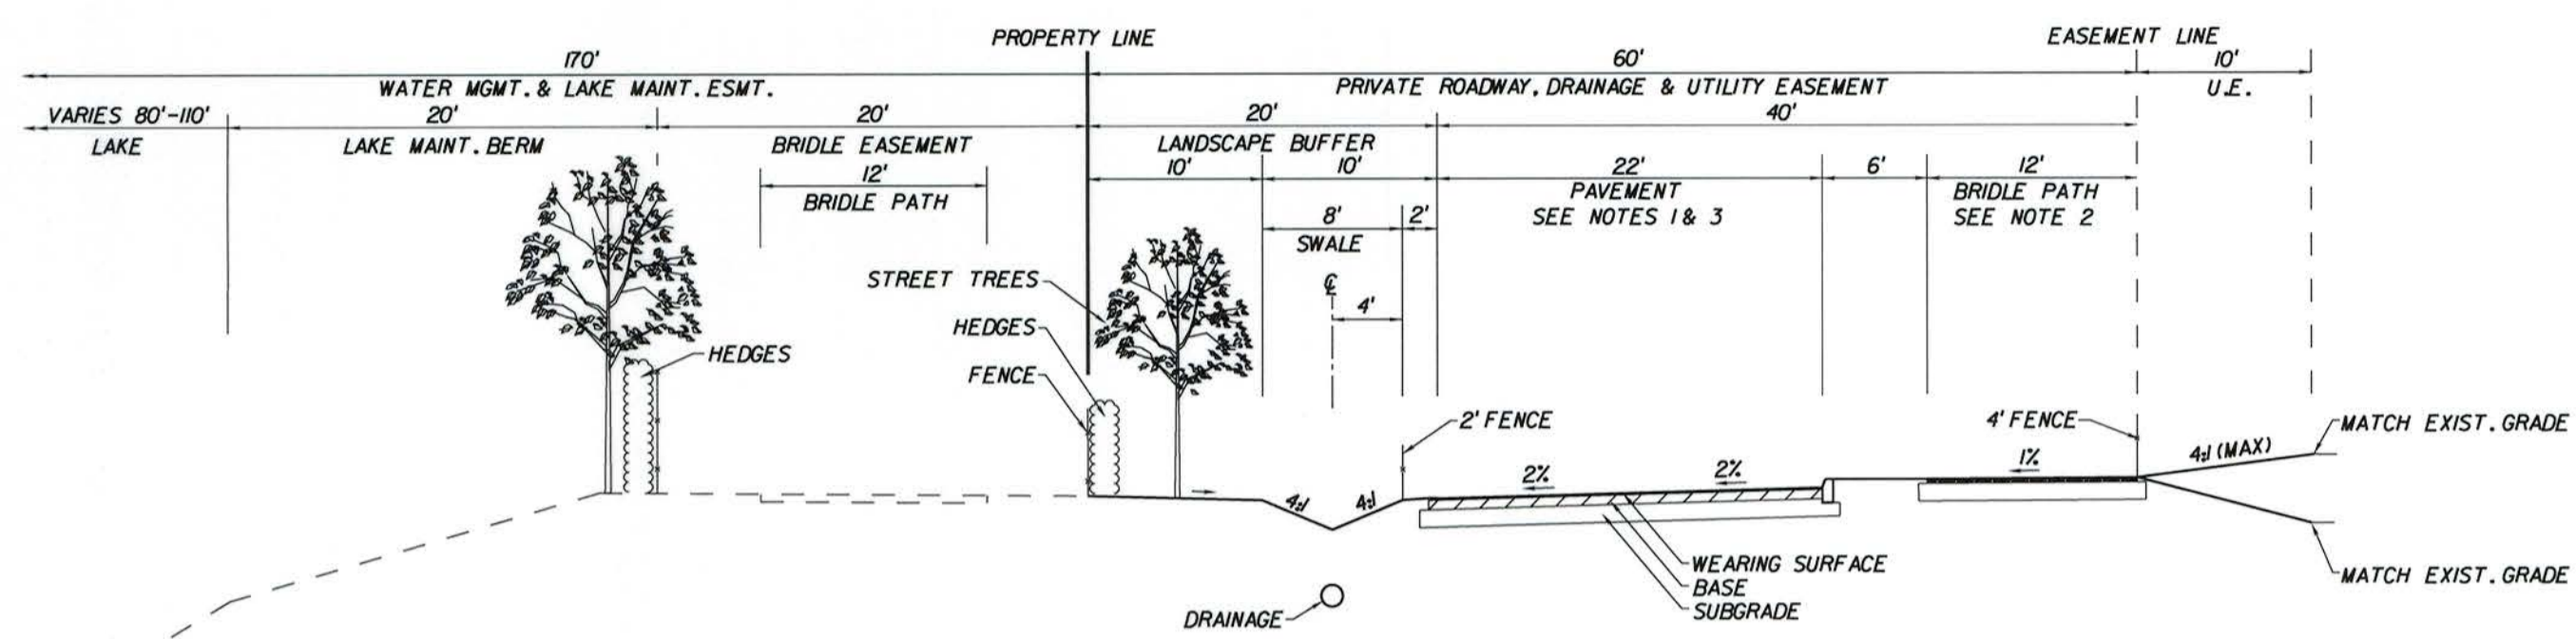 PROPERTY LINE
EASEMENT LINE
170'
60'
10'
WATER MGMT. & LAKE MAINT. ESMT.
PRIVATE ROADWAY, DRAINAGE & UTILITY EASEMENT
U.E.
VARIES 80'-110'
20'
20'
20'
40'
LAKE
LAKE MAINT. BERM
BRIDLE EASEMENT
LANDSCAPE BUFFER
12'
10'
10'
22'
6'
12'
BRIDLE PATH
PAVEMENT
BRIDLE PATH
SEE NOTES 1 & 3
SEE NOTE 2
8'
2'
SWALE
STREET TREES
℄
4'
HEDGES
HEDGES
FENCE
2' FENCE
4' FENCE
MATCH EXIST. GRADE
4:1 (MAX)
2%
2%
1%
4:1
4:1
WEARING SURFACE
BASE
SUBGRADE
MATCH EXIST. GRADE
DRAINAGE